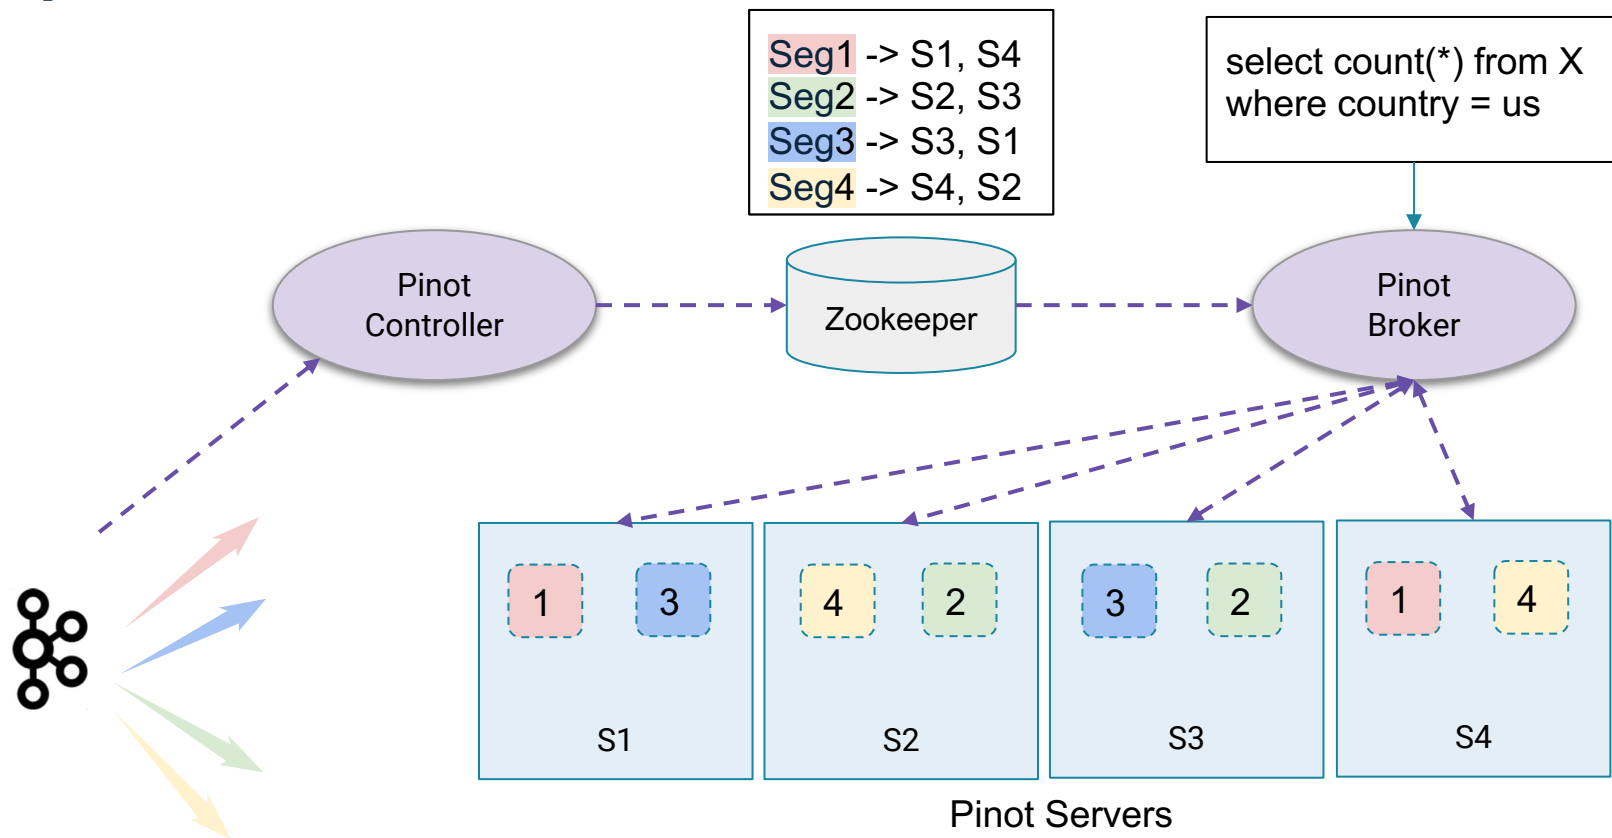 Seg1 -> S1, S4
Seg2 -> S2, S3
Seg3 -> S3, S1
Seg4 -> S4, S2
select count(*) from X
where country = us
Pinot
Controller
Zookeeper
Pinot
Broker
1
3
S1
4
2
S2
3
2
S3
1
4
S4
Pinot Servers